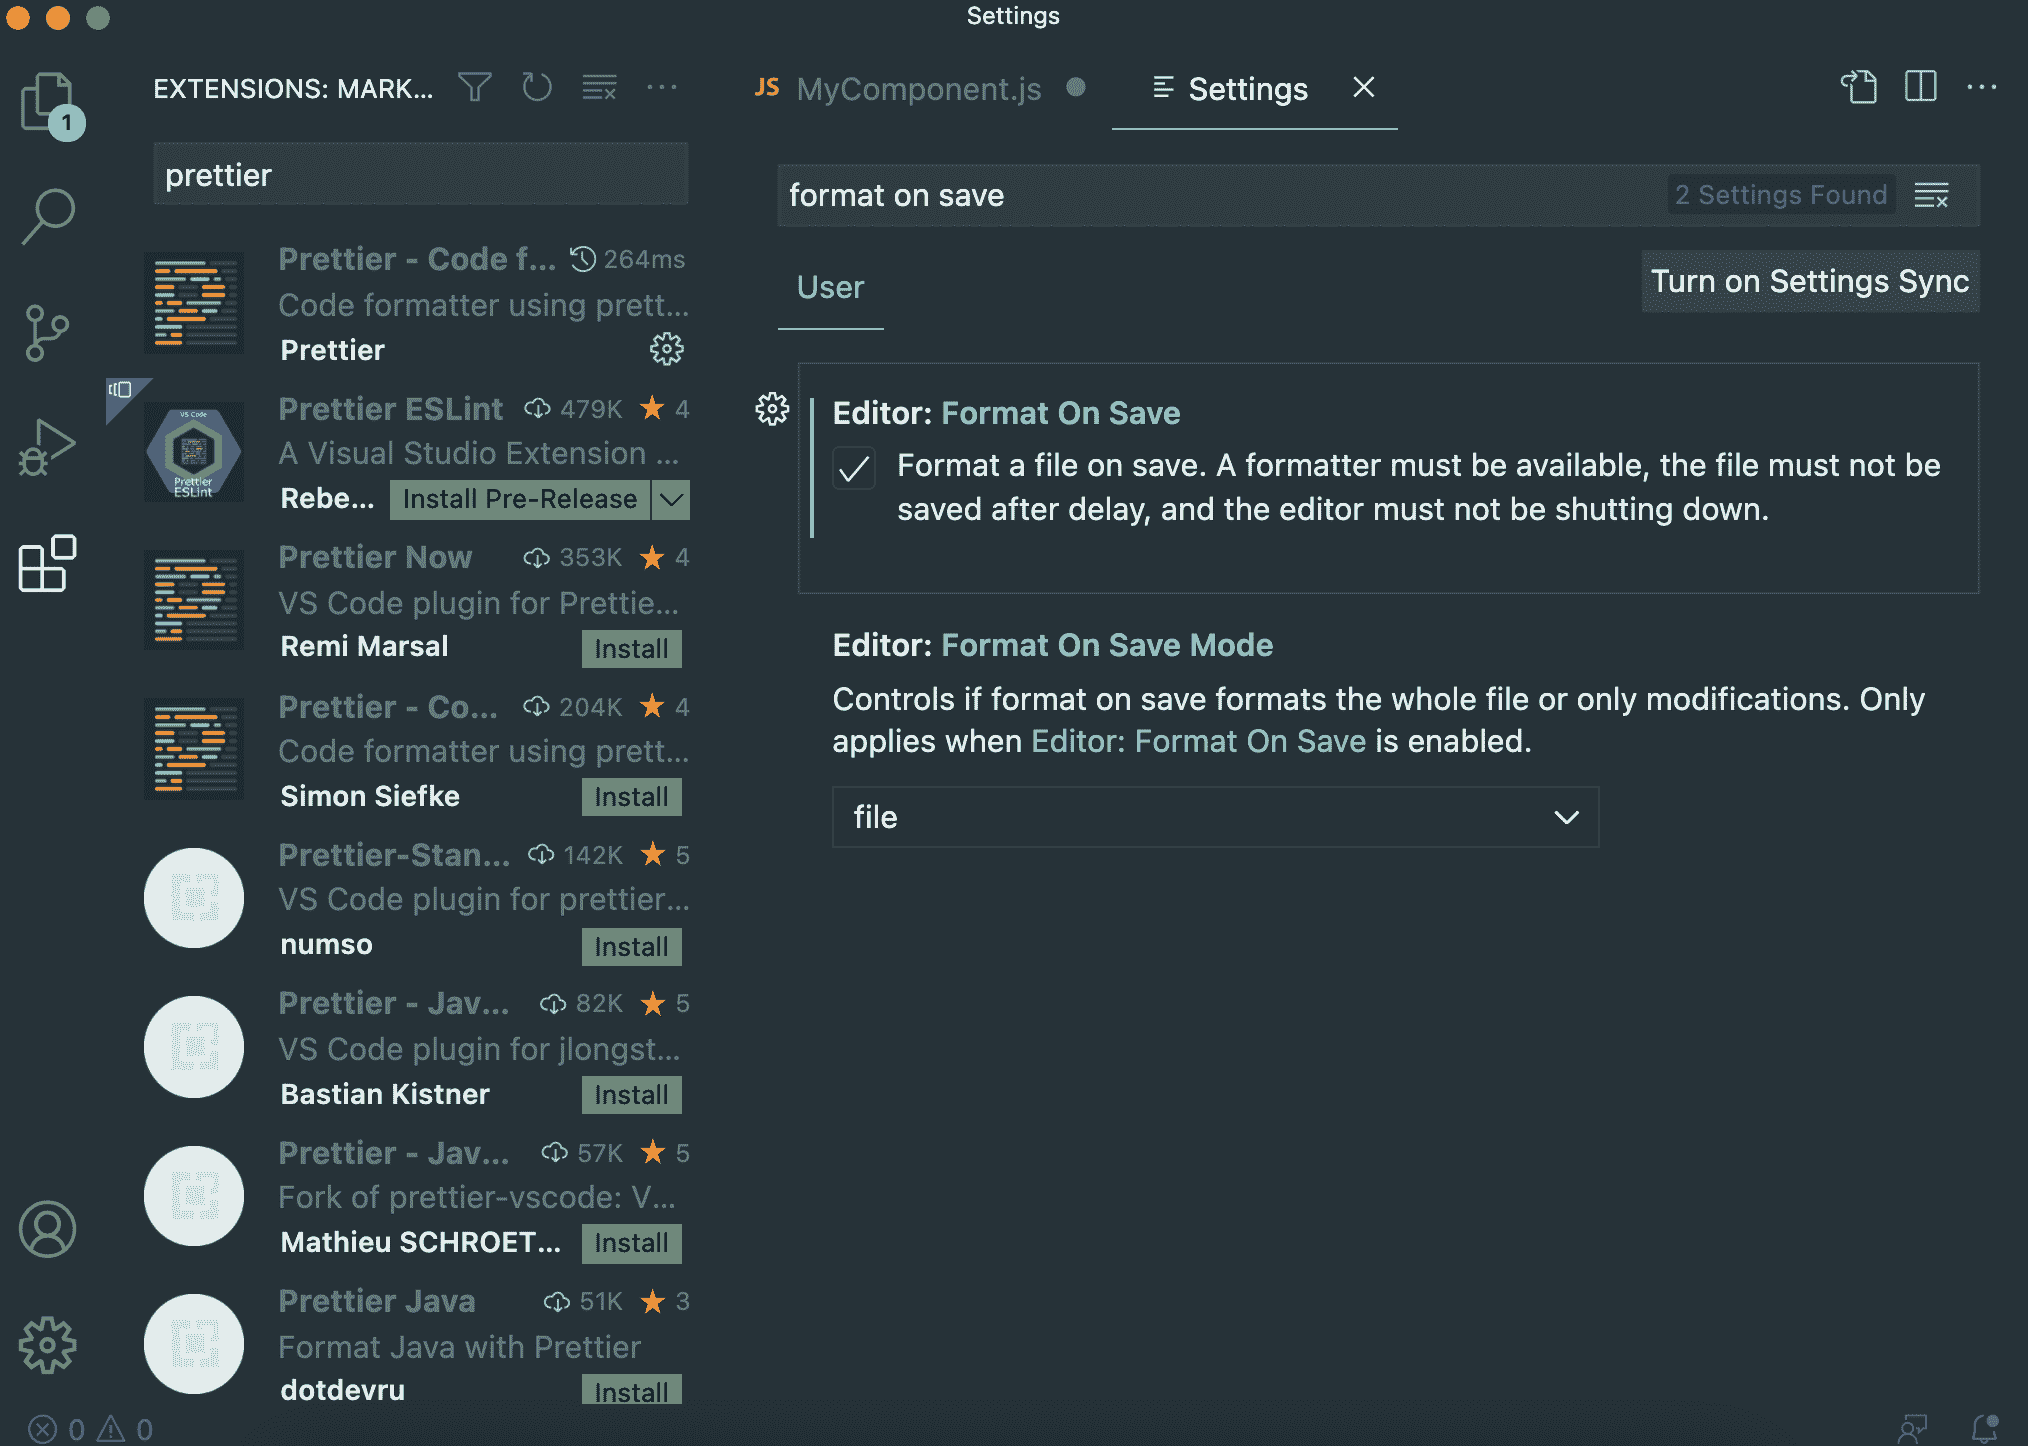 Settings
EXTENSIONS: MARK...
JS MyComponent.js
Settings
1
prettier
Prettier - Code f... 264ms
Code formatter using prett...
Prettier
VS Code
Prettier
ESLint
Prettier ESLint 479K 4
A Visual Studio Extension ...
Rebe... Install Pre-Release
Prettier Now 353K 4
VS Code plugin for Prettie...
Remi Marsal Install
Prettier - Co... 204K 4
Code formatter using prett...
Simon Siefke Install
Prettier-Stan... 142K 5
VS Code plugin for prettier...
numso Install
Prettier - Jav... 82K 5
VS Code plugin for jlongst...
Bastian Kistner Install
Prettier - Jav... 57K 5
Fork of prettier-vscode: V...
Mathieu SCHROET... Install
Prettier Java 51K 3
Format Java with Prettier
dotdevru Install
format on save 2 Settings Found
User Turn on Settings Sync
Editor: Format On Save
Format a file on save. A formatter must be available, the file must not be
saved after delay, and the editor must not be shutting down.
Editor: Format On Save Mode
Controls if format on save formats the whole file or only modifications. Only
applies when Editor: Format On Save is enabled.
file
0 0